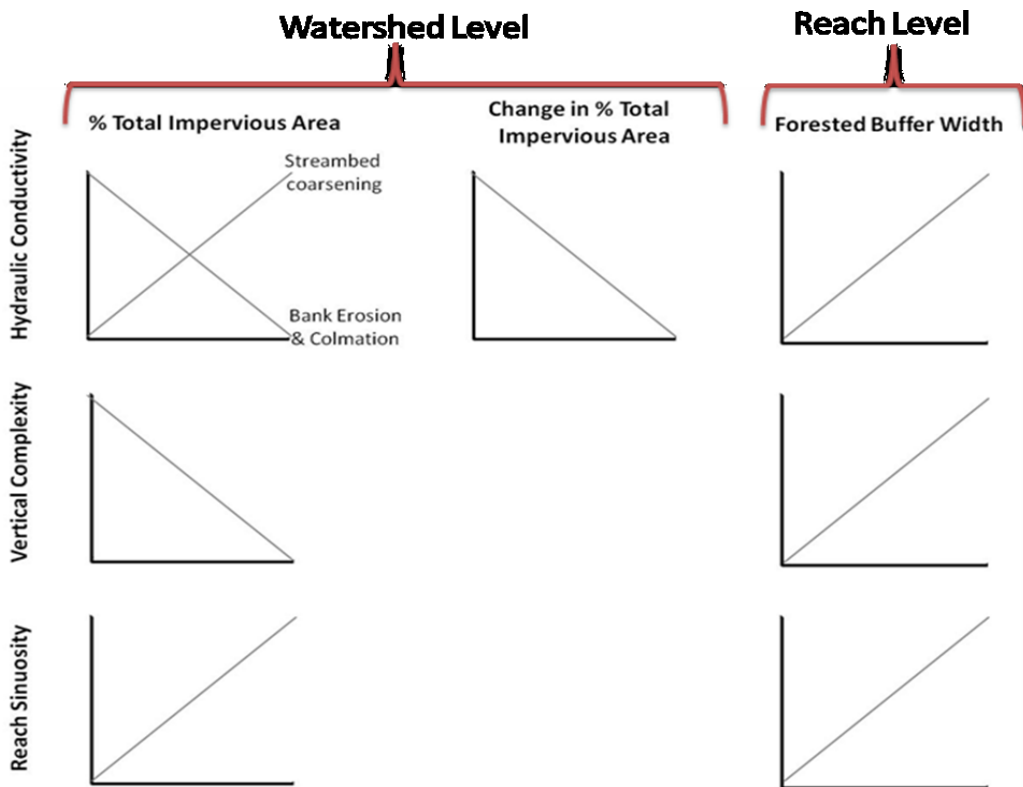 Watershed Level
Reach Level
% Total Impervious Area
Change in % Total
Impervious Area
Forested Buffer Width
Hydraulic Conductivity
Streambed
coarsening
Bank Erosion
& Colmation
Vertical Complexity
Reach Sinuosity